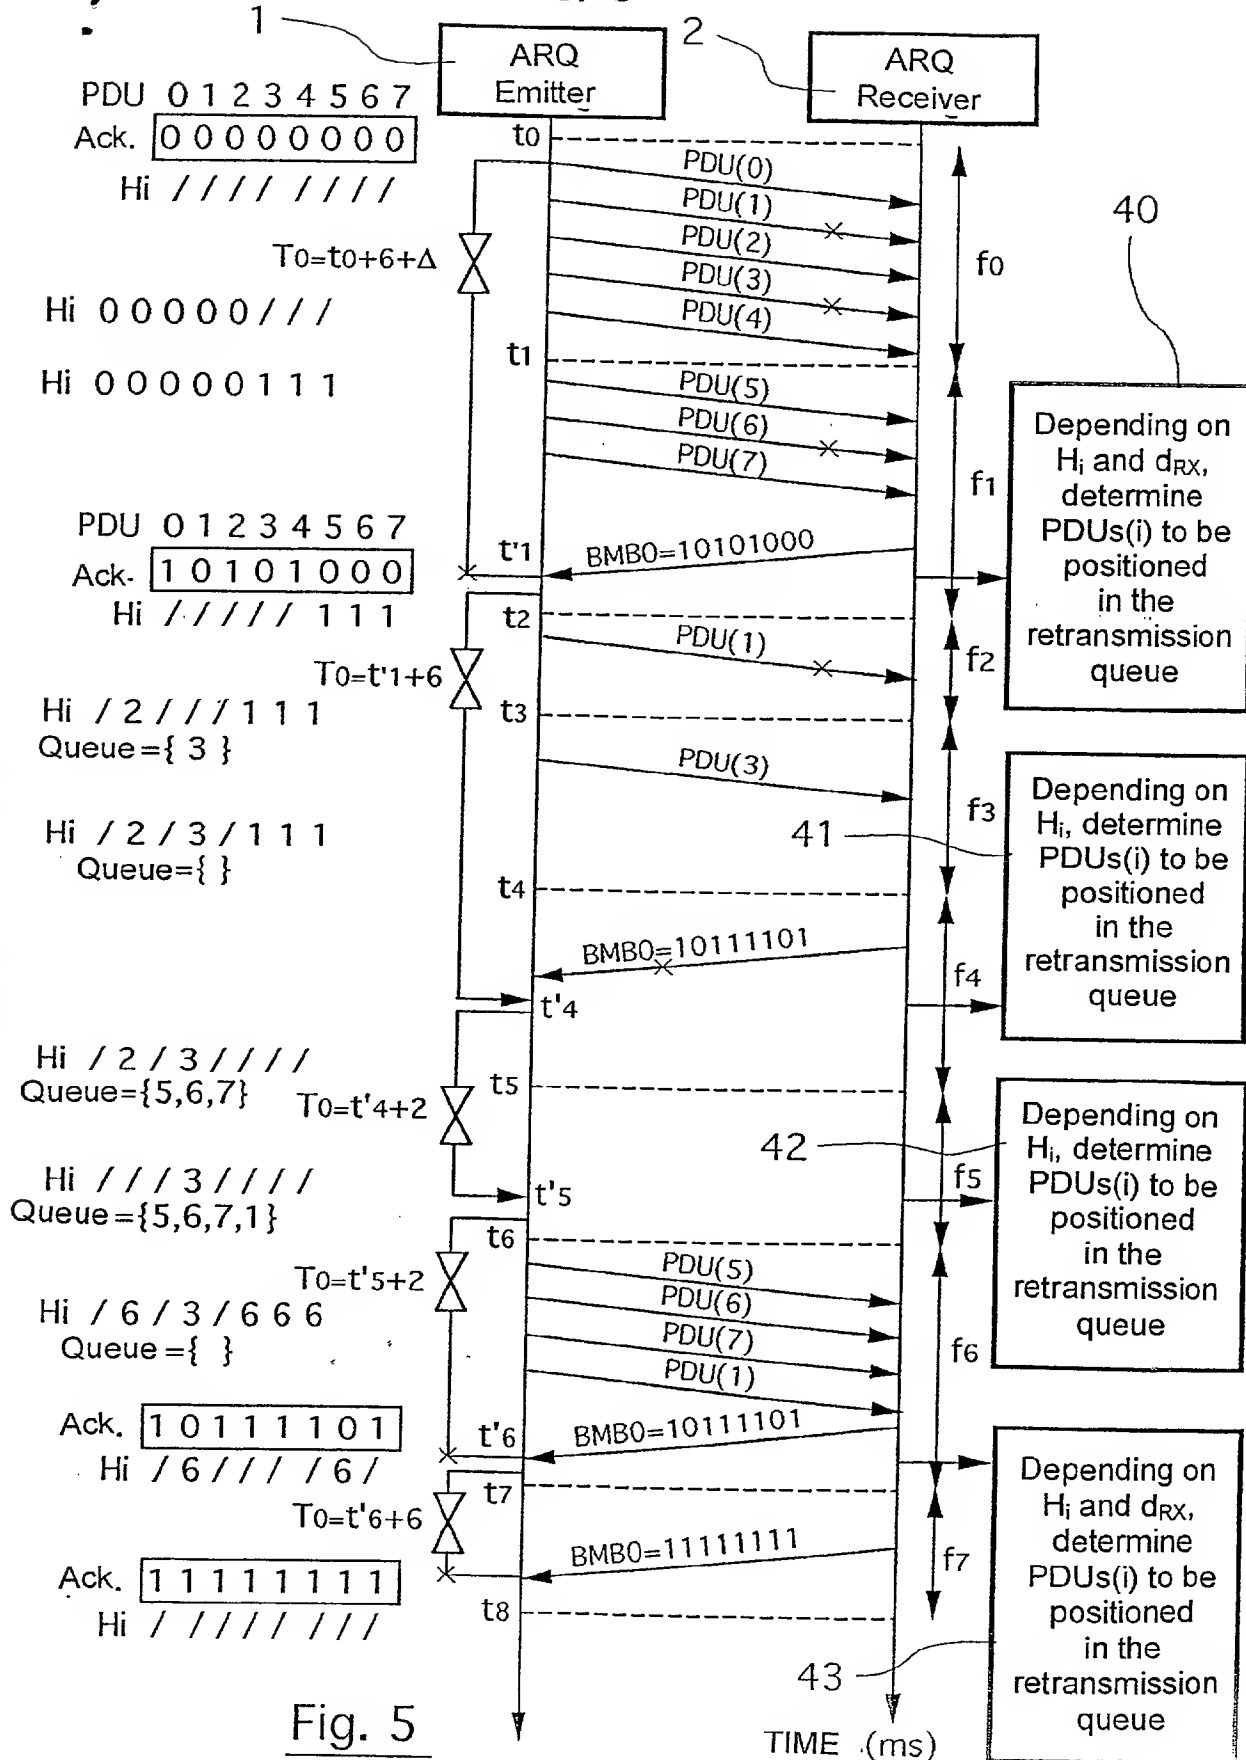 1
2
ARQ
Emitter
ARQ
Receiver
PDU 0 1 2 3 4 5 6 7
Ack. 0 0 0 0 0 0 0 0
Hi / / / / / / / /
t0
PDU(0)
PDU(1)
PDU(2)
PDU(3)
PDU(4)
T0=t0+6+Δ
f0
40
Hi 0 0 0 0 0 / / /
t1
Hi 0 0 0 0 0 1 1 1
PDU(5)
PDU(6)
PDU(7)
f1
Depending on
Hi and dRX,
determine
PDUs(i) to be
positioned
in the
retransmission
queue
PDU 0 1 2 3 4 5 6 7
Ack. 1 0 1 0 1 0 0 0
Hi / / / / / 1 1 1
t'1
BMB0=10101000
t2
PDU(1)
f2
T0=t'1+6
Hi / 2 / / / 1 1 1
Queue={ 3 }
t3
PDU(3)
f3
Hi / 2 / 3 / 1 1 1
Queue={ }
t4
41
Depending on
Hi, determine
PDUs(i) to be
positioned
in the
retransmission
queue
BMB0=10111101
f4
t'4
Hi / 2 / 3 / / / /
Queue={5,6,7}
T0=t'4+2
t5
42
Depending on
Hi, determine
PDUs(i) to be
positioned
in the
retransmission
queue
f5
Hi / / / 3 / / / /
Queue={5,6,7,1}
t'5
t6
T0=t'5+2
PDU(5)
PDU(6)
PDU(7)
PDU(1)
f6
Hi / 6 / 3 / 6 6 6
Queue={ }
Ack. 1 0 1 1 1 1 0 1
Hi / 6 / / / / 6 /
t'6
BMB0=10111101
t7
T0=t'6+6
BMB0=11111111
f7
Depending on
Hi and dRX,
determine
PDUs(i) to be
positioned
in the
retransmission
queue
Ack. 1 1 1 1 1 1 1 1
Hi / / / / / / / /
t8
43
Fig. 5
TIME (ms)